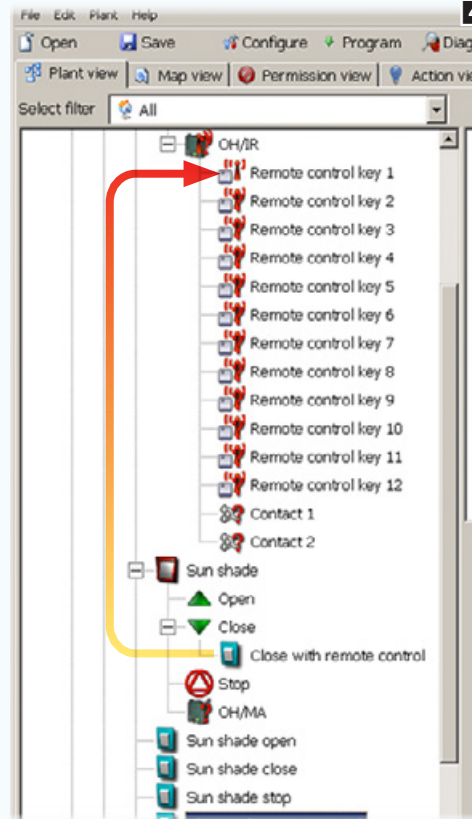 4
File Edit Plant Help
Open Save Configure Program Diag
Plant view Map view Permission view Action vie
Select filter All
OH/IR
Remote control key 1
Remote control key 2
Remote control key 3
Remote control key 4
Remote control key 5
Remote control key 6
Remote control key 7
Remote control key 8
Remote control key 9
Remote control key 10
Remote control key 11
Remote control key 12
Contact 1
Contact 2
Sun shade
Open
Close
Close with remote control
Stop
OH/MA
Sun shade open
Sun shade close
Sun shade stop